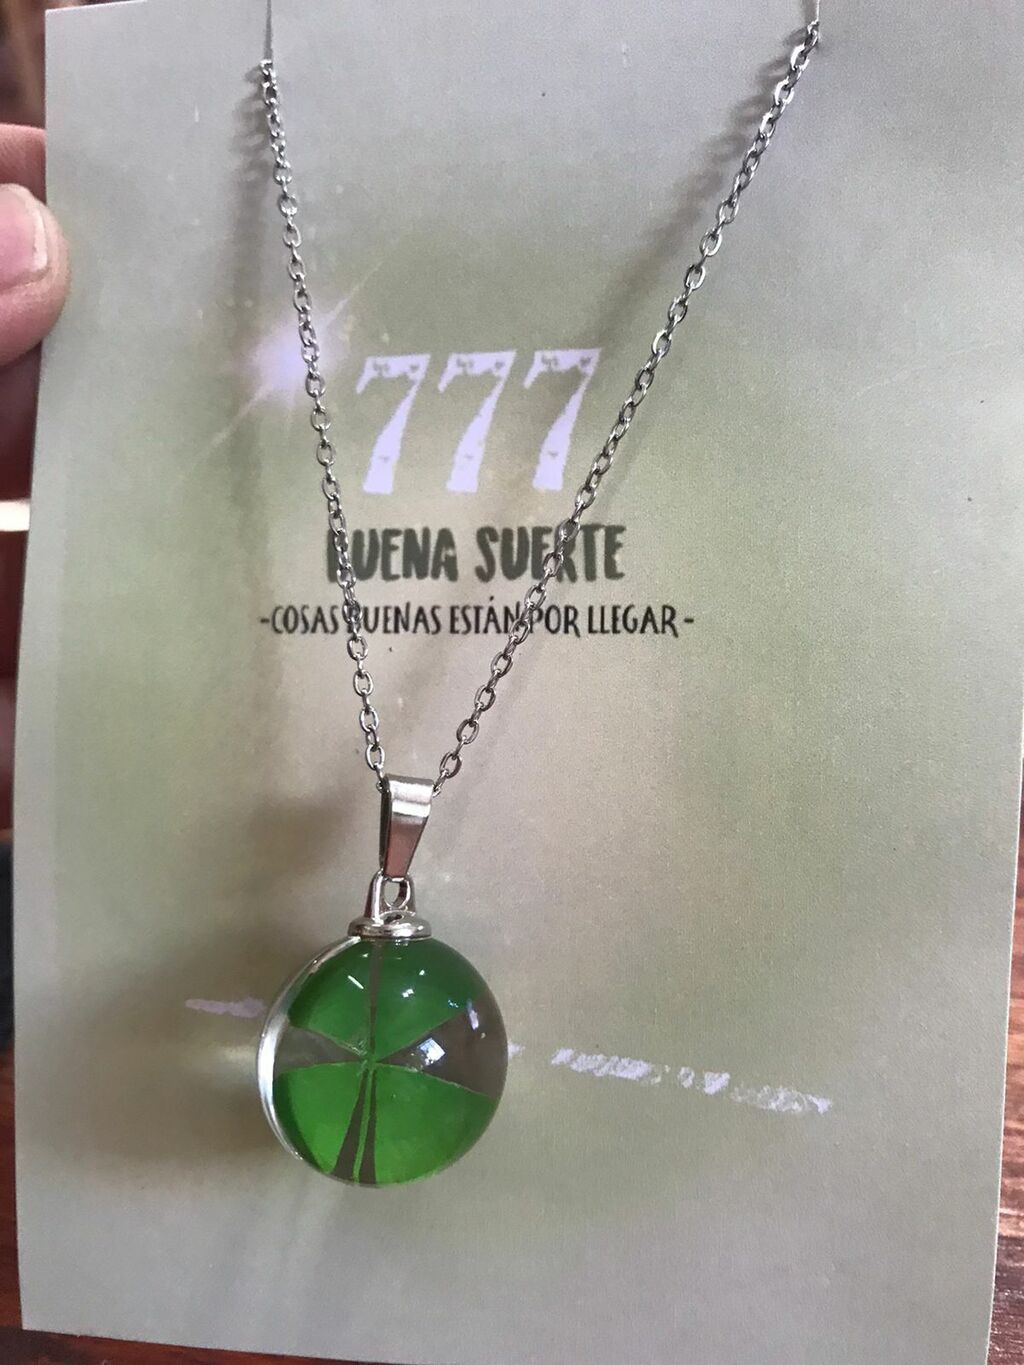 777
BUENA SUERTE
-COSAS BUENAS ESTÁN POR LLEGAR-